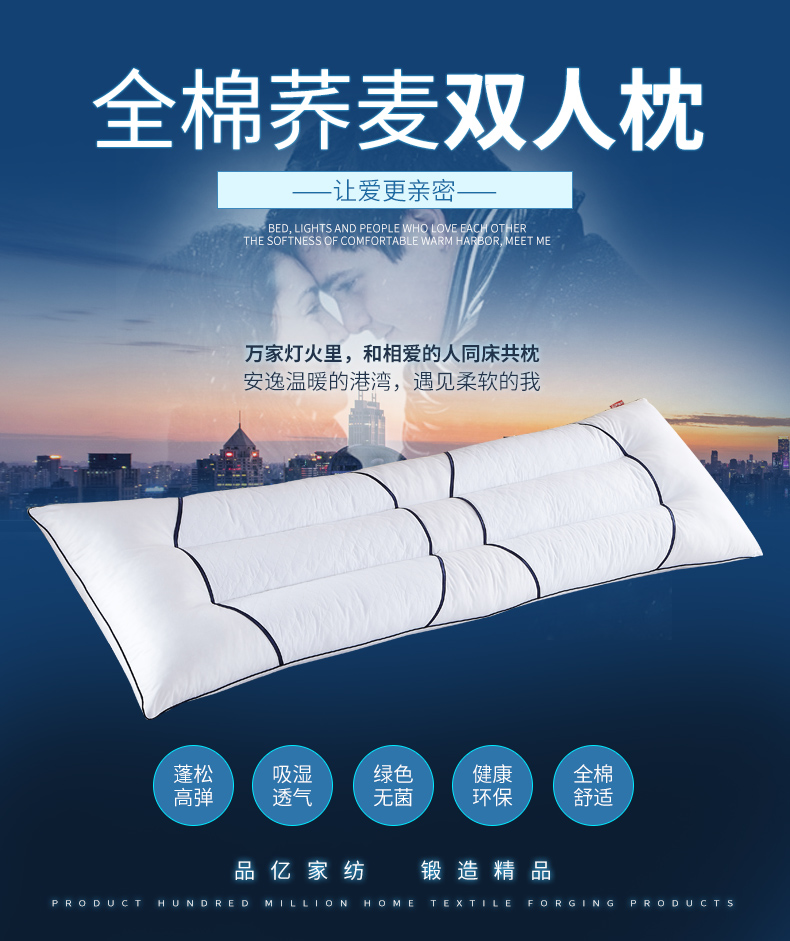 全棉荞麦双人枕
——让爱更亲密——
BED, LIGHTS AND PEOPLE WHO LOVE EACH OTHER
THE SOFTNESS OF COMFORTABLE WARM HARBOR, MEET ME
万家灯火里，和相爱的人同床共枕
安逸温暖的港湾，遇见柔软的我
蓬松
高弹
吸湿
透气
绿色
无菌
健康
环保
全棉
舒适
品亿家纺 锻造精品
PRODUCT HUNDRED MILLION HOME TEXTILE FORGING PRODUCTS